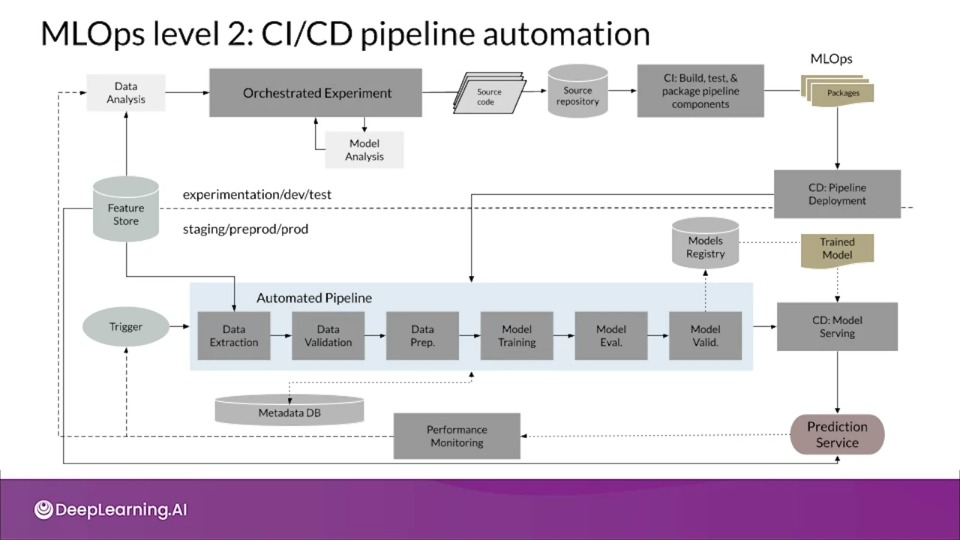 MLOps level 2: CI/CD pipeline automation
MLOps
Data
Analysis
Orchestrated Experiment
Source
code
Source
repository
CI: Build, test, &
package pipeline
components
Packages
Model
Analysis
CD: Pipeline
Deployment
experimentation/dev/test
Feature
Store
staging/preprod/prod
Models
Registry
Trained
Model
Automated Pipeline
Trigger
Data
Extraction
Data
Validation
Data
Prep.
Model
Training
Model
Eval.
Model
Valid.
CD: Model
Serving
Metadata DB
Performance
Monitoring
Prediction
Service
DeepLearning.AI